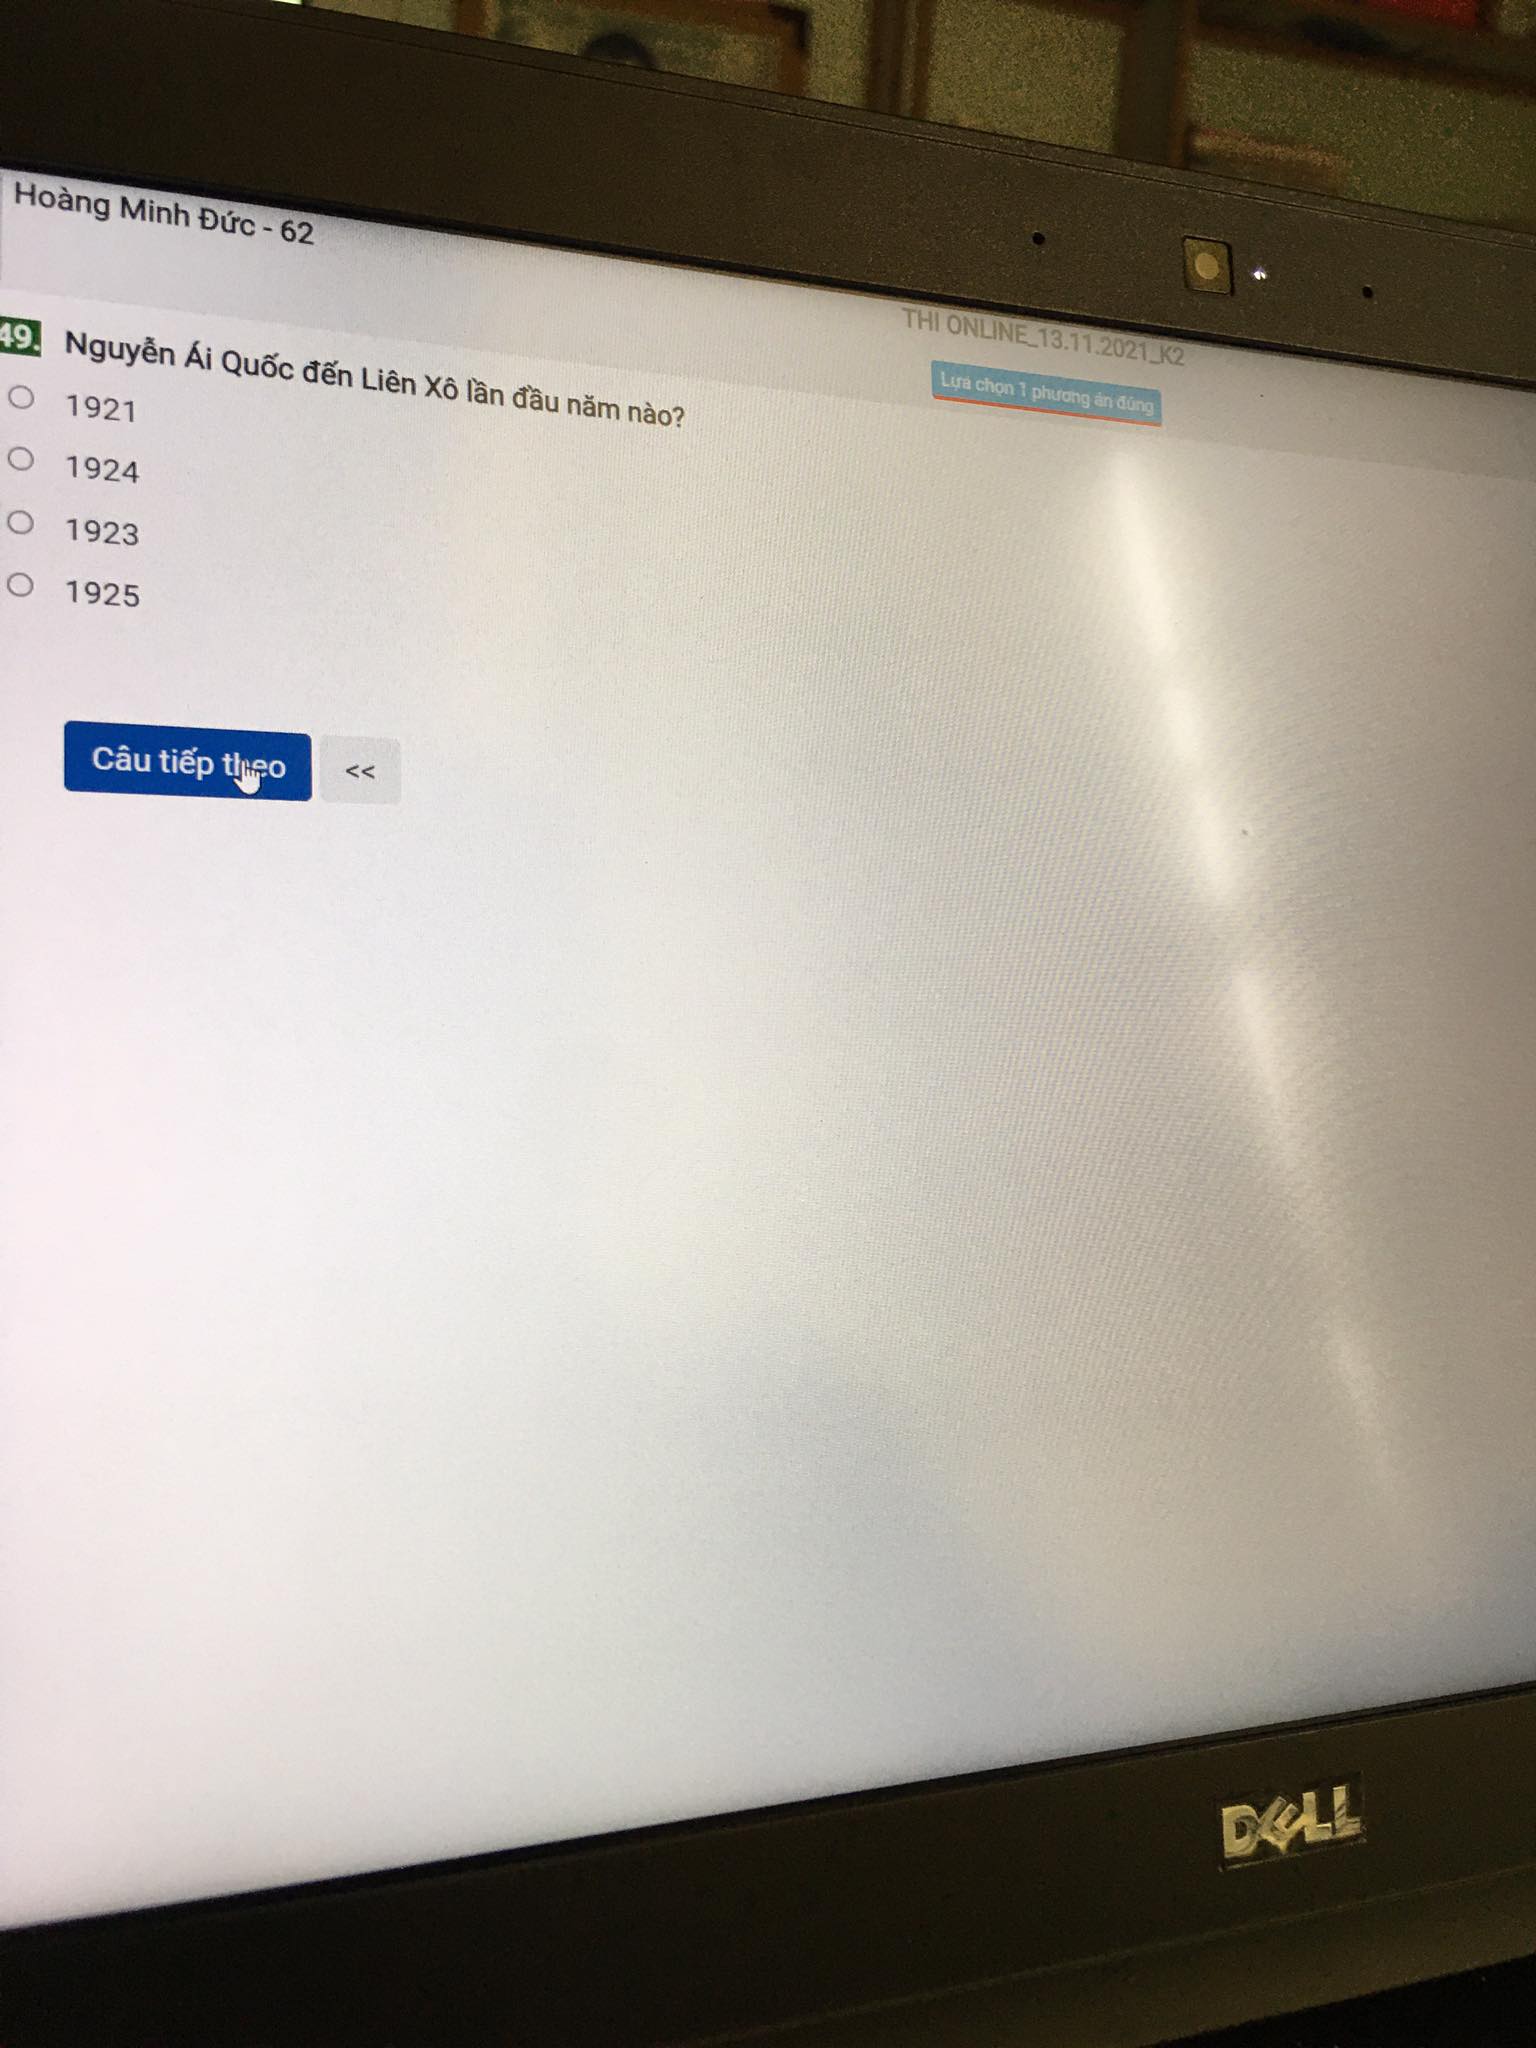 Hoàng Minh Đức - 62
THI ONLINE_13.11.2021_K2
49. Nguyễn Ái Quốc đến Liên Xô lần đầu năm nào?
Lựa chọn 1 phương án đúng
1921
1924
1923
1925
Câu tiếp theo
<<
DELL